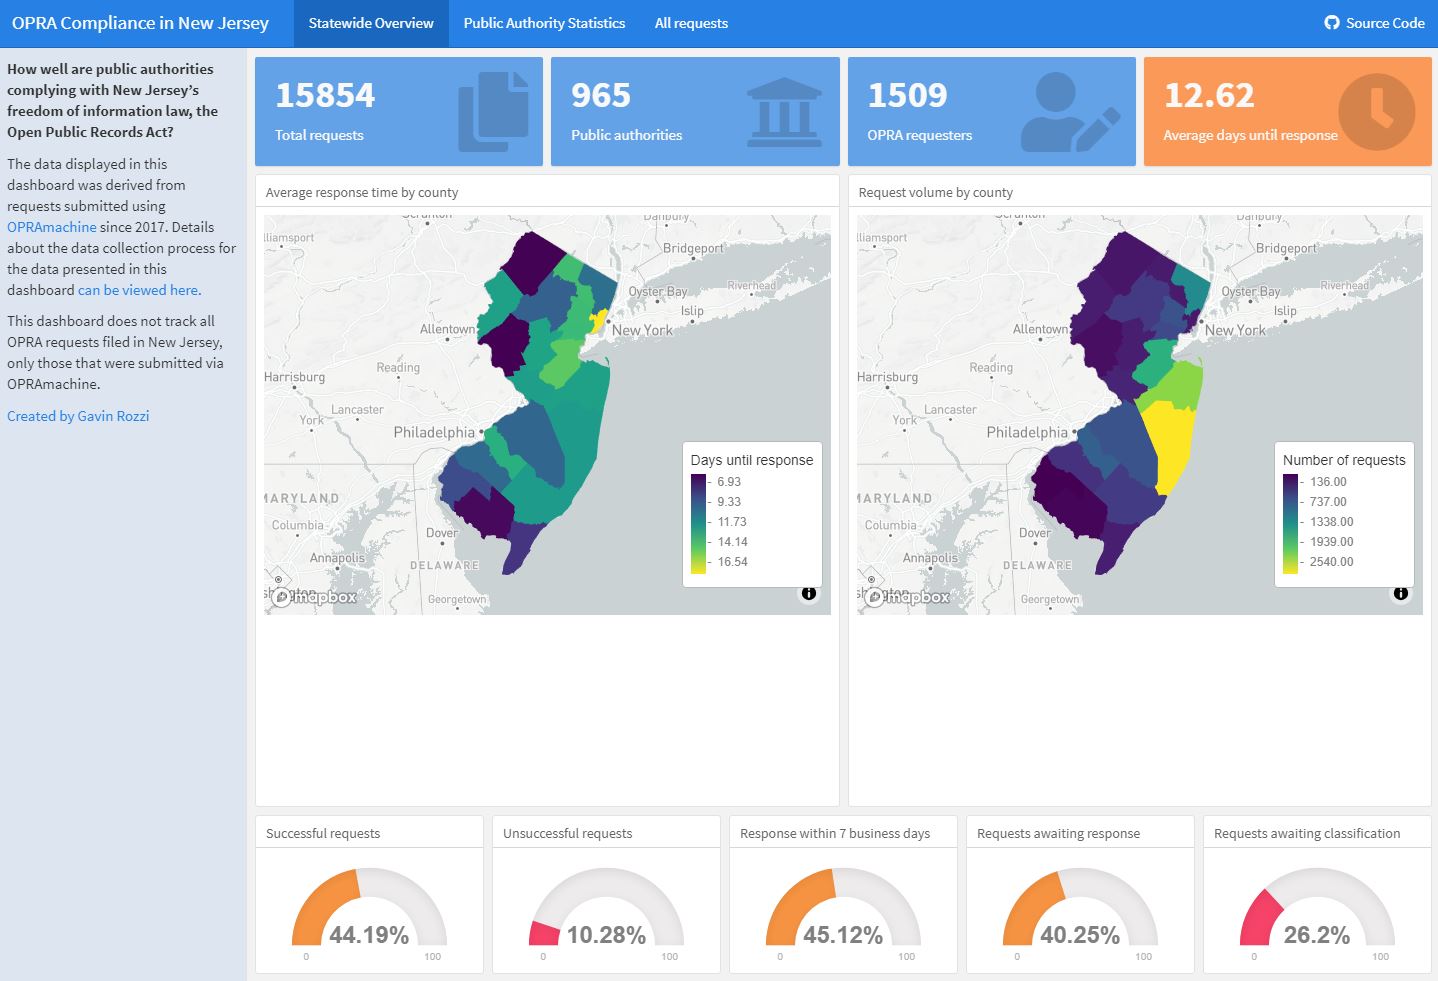 OPRA Compliance in New Jersey
Statewide Overview
Public Authority Statistics
All requests
Source Code
How well are public authorities
complying with New Jersey's
freedom of information law, the
Open Public Records Act?
The data displayed in this
dashboard was derived from
requests submitted using
OPRAmachine since 2017. Details
about the data collection process for
the data presented in this
dashboard can be viewed here.
This dashboard does not track all
OPRA requests filed in New Jersey,
only those that were submitted via
OPRAmachine.
Created by Gavin Rozzi
15854
Total requests
965
Public authorities
1509
OPRA requesters
12.62
Average days until response
Average response time by county
Scranton
Danbury
lliamsport
Bridgeport
Oyster Bay
Riverhead
Islip
New York
Allentown
Reading
Harrisburg
Lancaster
York
Philadelphia
MARYLAND
Columbia
Dover
Annapolis
DELAWARE
Georgetown
mapbox
Days until response
6.93
9.33
11.73
14.14
16.54
Request volume by county
Scranton
Danbury
lliamsport
Bridgeport
Oyster Bay
Riverhead
Islip
New York
Allentown
Reading
Harrisburg
Lancaster
York
Philadelphia
MARYLAND
Columbia
Dover
Annapolis
DELAWARE
Georgetown
mapbox
Number of requests
136.00
737.00
1338.00
1939.00
2540.00
Successful requests
44.19%
0
100
Unsuccessful requests
10.28%
0
100
Response within 7 business days
45.12%
0
100
Requests awaiting response
40.25%
0
100
Requests awaiting classification
26.2%
0
100